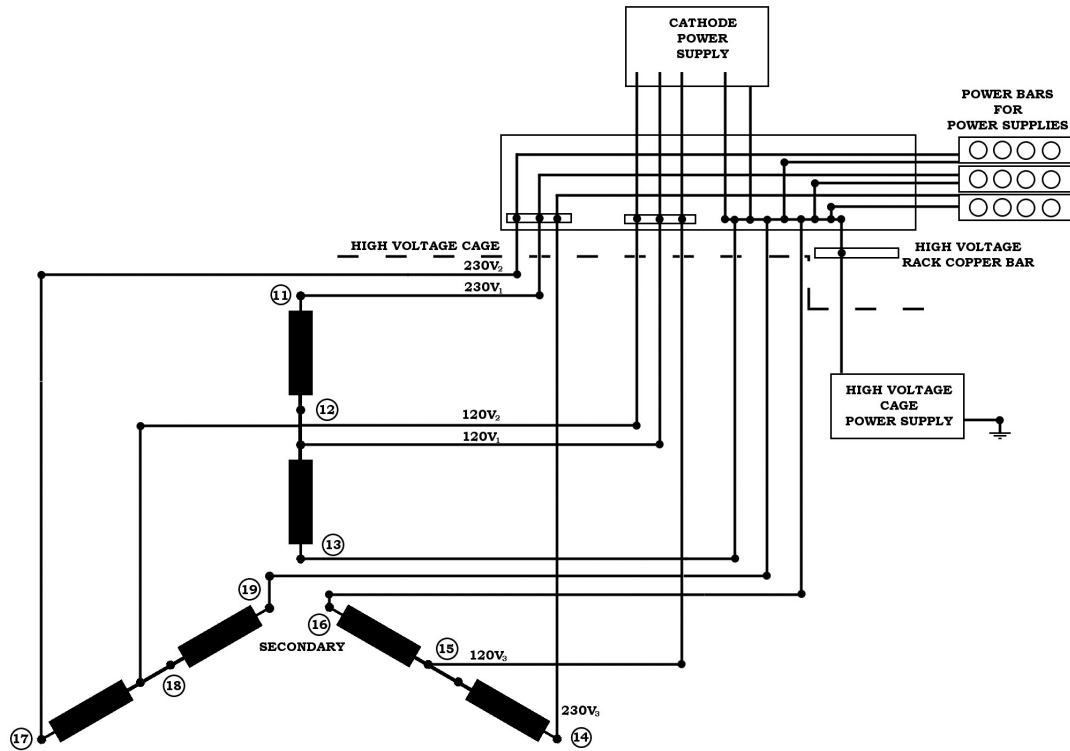 CATHODE
POWER
SUPPLY
POWER BARS
FOR
POWER SUPPLIES
HIGH VOLTAGE CAGE
HIGH VOLTAGE
RACK COPPER BAR
230V₂
230V₁
11
12
120V₂
120V₁
HIGH VOLTAGE
CAGE
POWER SUPPLY
13
19
16
SECONDARY
15
120V₃
18
17
230V₃
14